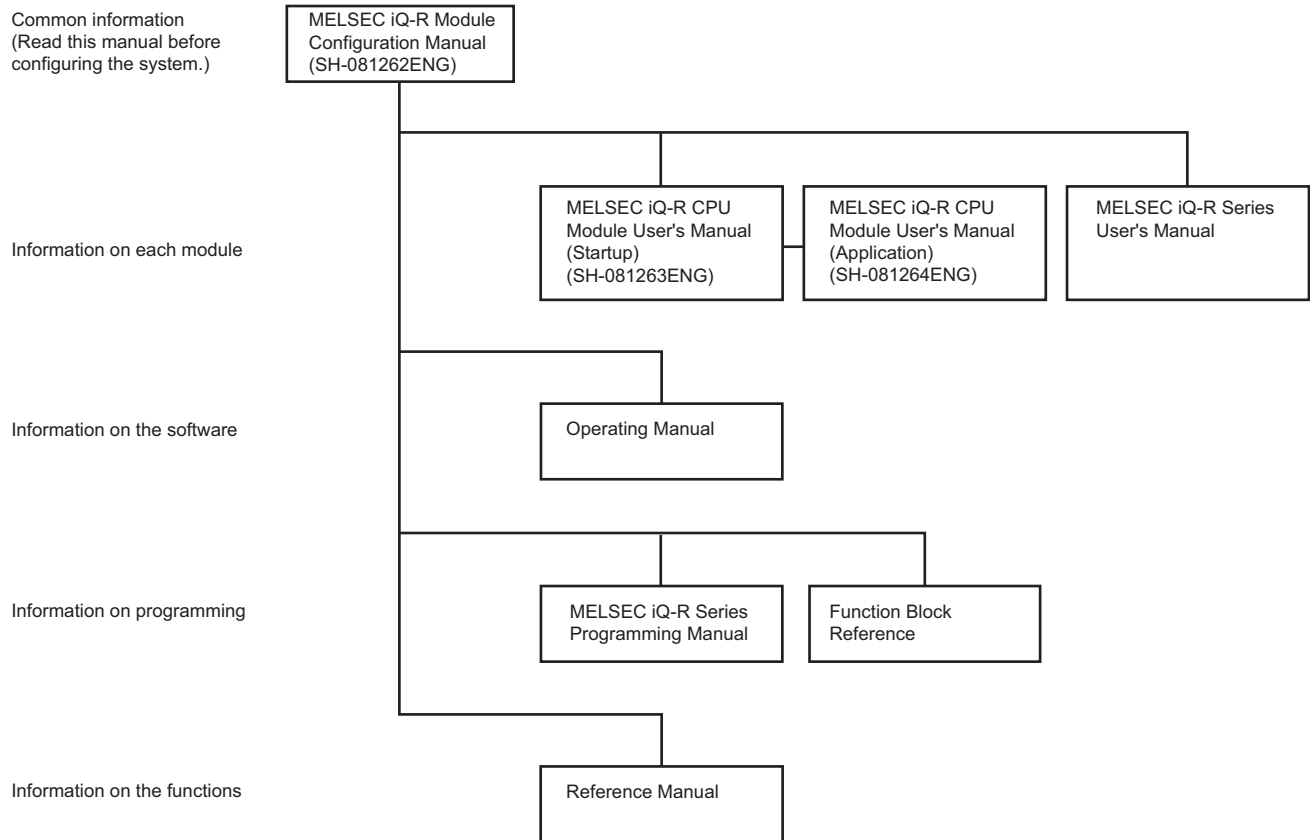 Common information
(Read this manual before
configuring the system.)
MELSEC iQ-R Module
Configuration Manual
(SH-081262ENG)
Information on each module
MELSEC iQ-R CPU
Module User's Manual
(Startup)
(SH-081263ENG)
MELSEC iQ-R CPU
Module User's Manual
(Application)
(SH-081264ENG)
MELSEC iQ-R Series
User's Manual
Information on the software
Operating Manual
Information on programming
MELSEC iQ-R Series
Programming Manual
Function Block
Reference
Information on the functions
Reference Manual